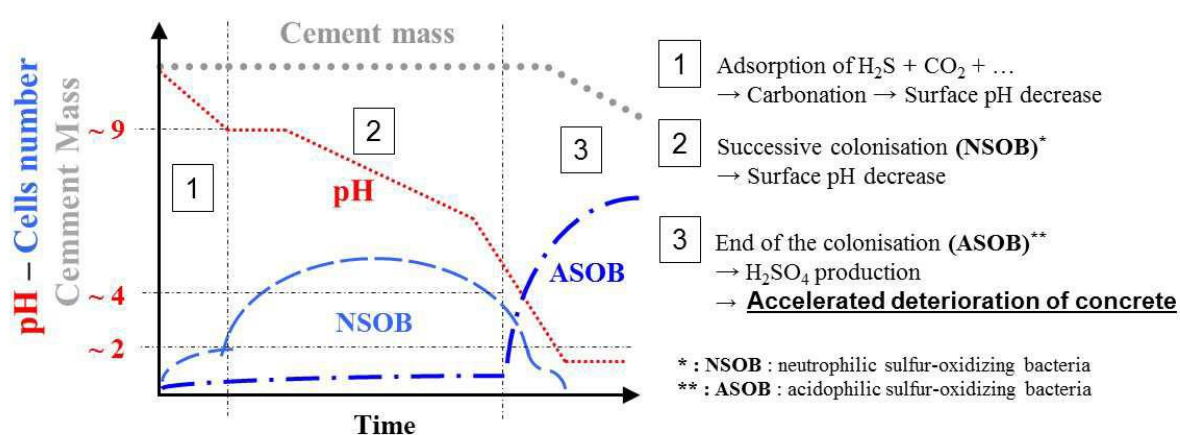 Cement mass
pH – Cells number
Cemment Mass
~ 9
~ 4
~ 2
1
2
3
pH
NSOB
ASOB
Time
1 Adsorption of H₂S + CO₂ + …
→ Carbonation → Surface pH decrease
2 Successive colonisation (NSOB)*
→ Surface pH decrease
3 End of the colonisation (ASOB)**
→ H₂SO₄ production
→ Accelerated deterioration of concrete
* : NSOB : neutrophilic sulfur-oxidizing bacteria
** : ASOB : acidophilic sulfur-oxidizing bacteria